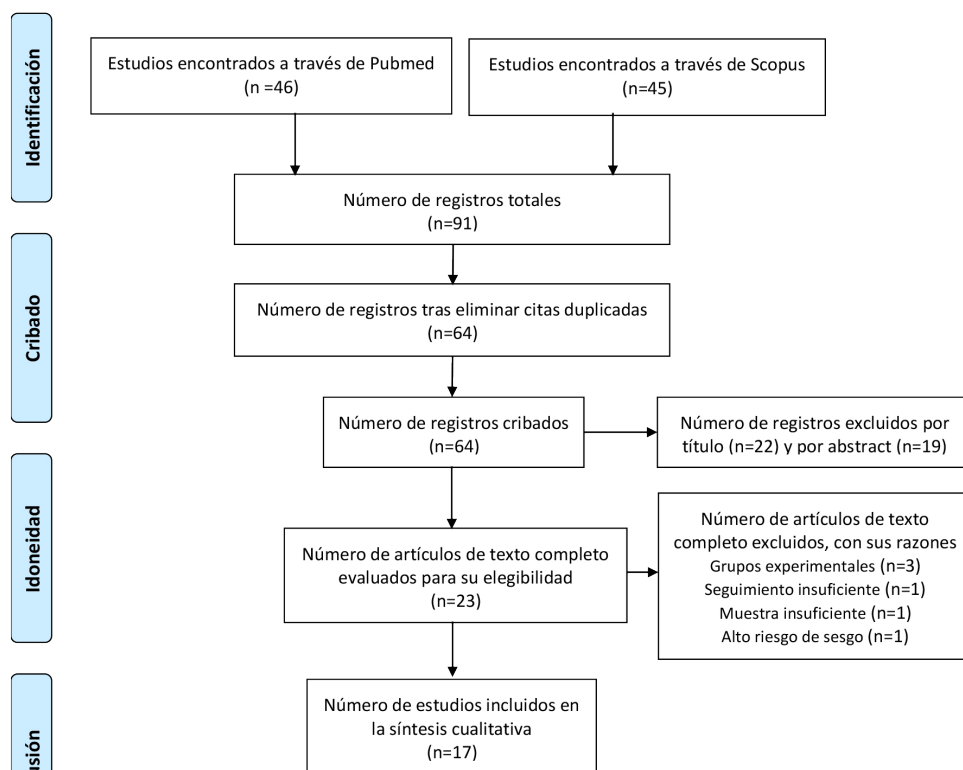 Identificación
Estudios encontrados a través de Pubmed
(n =46)
Estudios encontrados a través de Scopus
(n=45)
Número de registros totales
(n=91)
Cribado
Número de registros tras eliminar citas duplicadas
(n=64)
Número de registros cribados
(n=64)
Número de registros excluidos por
título (n=22) y por abstract (n=19)
Idoneidad
Número de artículos de texto completo
evaluados para su elegibilidad
(n=23)
Número de artículos de texto
completo excluidos, con sus razones
Grupos experimentales (n=3)
Seguimiento insuficiente (n=1)
Muestra insuficiente (n=1)
Alto riesgo de sesgo (n=1)
Número de estudios incluidos en
la síntesis cualitativa
(n=17)
usión